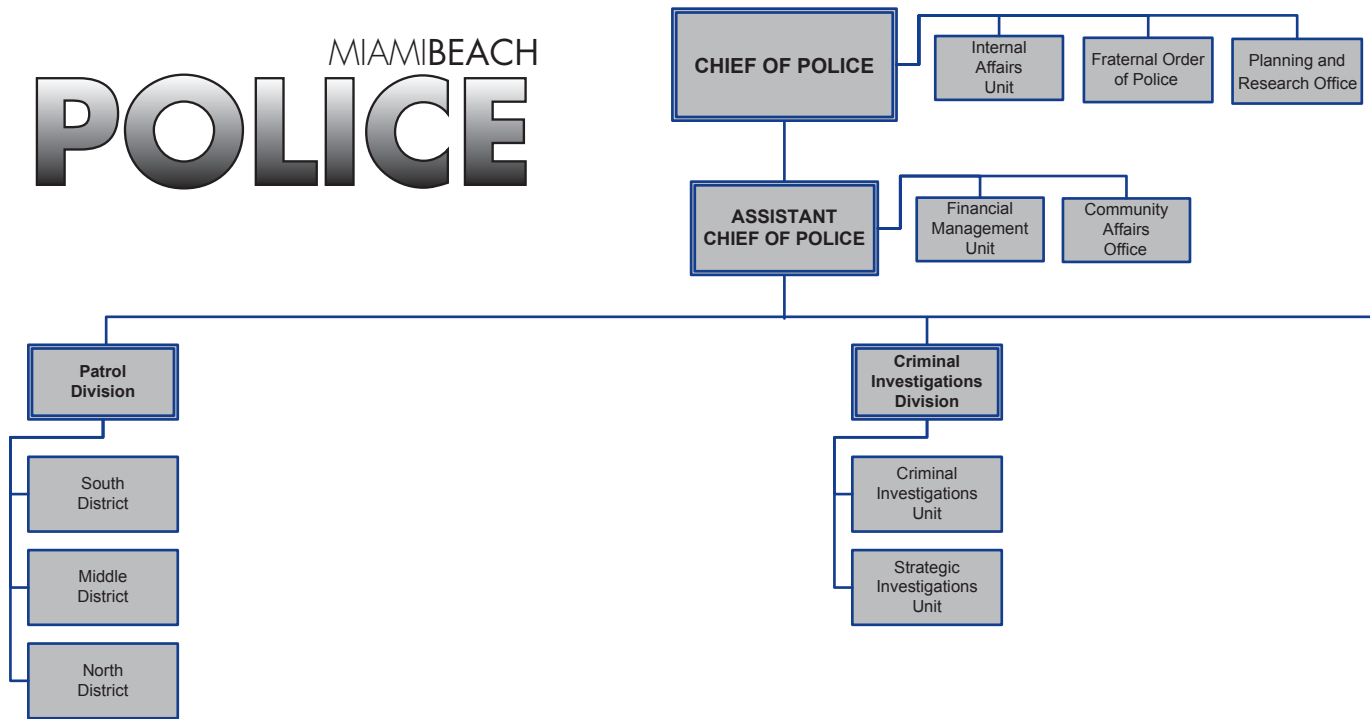 MIAMIBEACH
POLICE
CHIEF OF POLICE
Internal
Affairs
Unit
Fraternal Order
of Police
Planning and
Research Office
ASSISTANT
CHIEF OF POLICE
Financial
Management
Unit
Community
Affairs
Office
Patrol
Division
Criminal
Investigations
Division
South
District
Criminal
Investigations
Unit
Middle
District
Strategic
Investigations
Unit
North
District